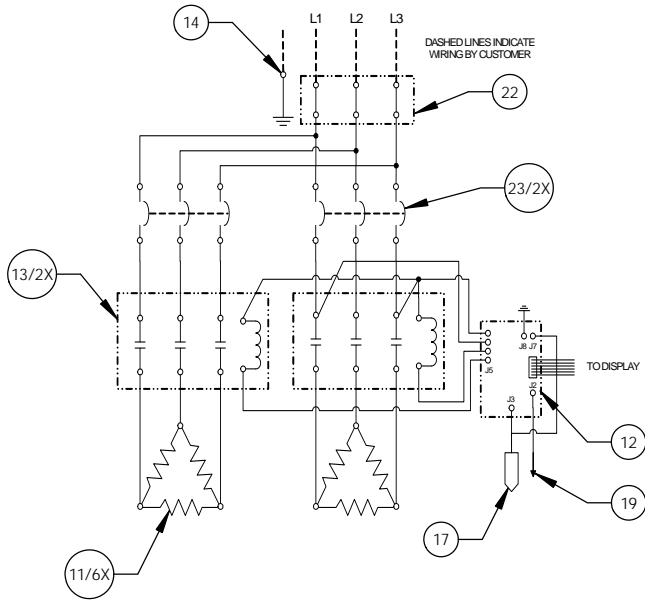 14
L1 L2 L3
DASHED LINES INDICATE
WIRING BY CUSTOMER
22
23/2X
13/2X
J8 J7
J5
TO DISPLAY
J2
J3
12
19
17
11/6X